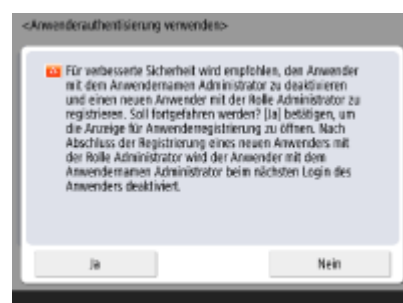 <Anwenderauthentisierung verwenden>
Für verbesserte Sicherheit wird empfohlen, den Anwender
mit dem Anwendernamen Administrator zu deaktivieren
und einen neuen Anwender mit der Rolle Administrator zu
registrieren. Soll fortgefahren werden? [Ja] betätigen, um
die Anzeige für Anwenderregistrierung zu öffnen. Nach
Abschluss der Registrierung eines neuen Anwenders mit
der Rolle Administrator wird der Anwender mit dem
Anwendernamen Administrator beim nächsten Login des
Anwenders deaktiviert.
Ja
Nein